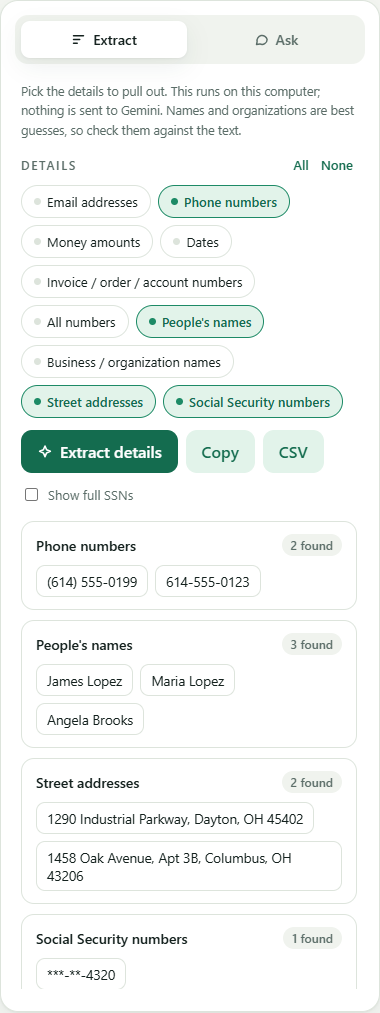 Extract
Ask
Pick the details to pull out. This runs on this computer;
nothing is sent to Gemini. Names and organizations are best
guesses, so check them against the text.
DETAILS
All None
Email addresses
Phone numbers
Money amounts
Dates
Invoice / order / account numbers
All numbers
People's names
Business / organization names
Street addresses
Social Security numbers
Extract details
Copy
CSV
Show full SSNs
Phone numbers
2 found
(614) 555-0199
614-555-0123
People's names
3 found
James Lopez
Maria Lopez
Angela Brooks
Street addresses
2 found
1290 Industrial Parkway, Dayton, OH 45402
1458 Oak Avenue, Apt 3B, Columbus, OH
43206
Social Security numbers
1 found
***-**-4320